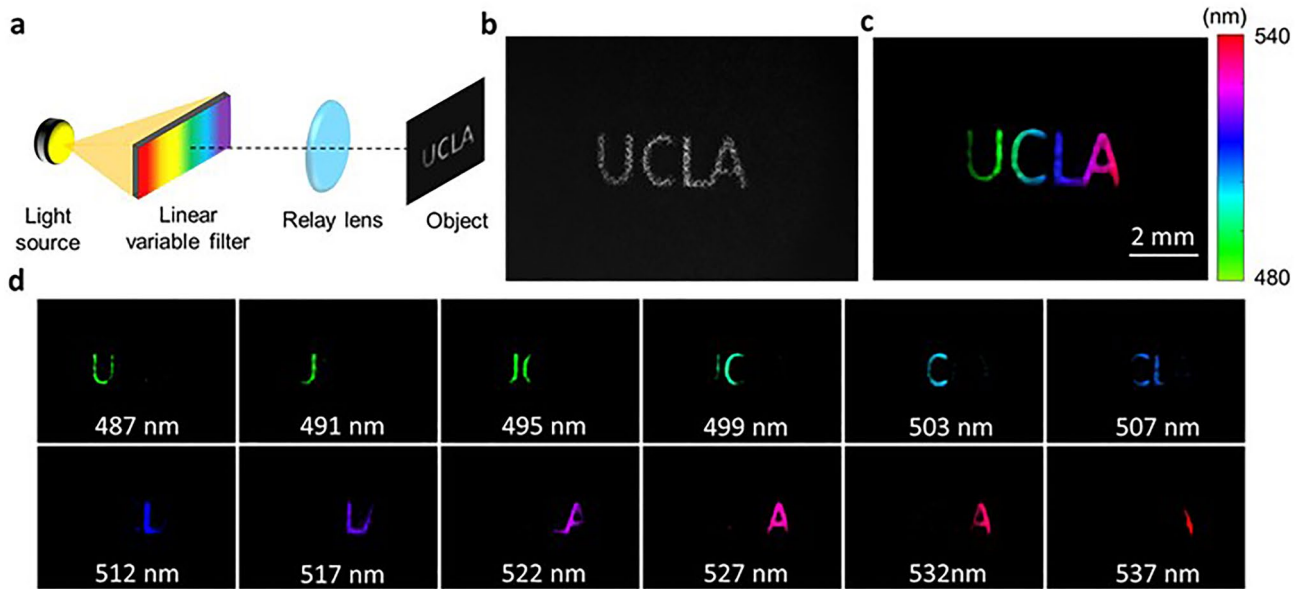 a
Light
source
Linear
variable filter
Relay lens
UCLA
Object
b
UCLA
c
UCLA
2 mm
(nm)
540
480
d
U
487 nm
491 nm
495 nm
C
499 nm
C
503 nm
CL
507 nm
L
512 nm
517 nm
A
522 nm
A
527 nm
A
532nm
537 nm